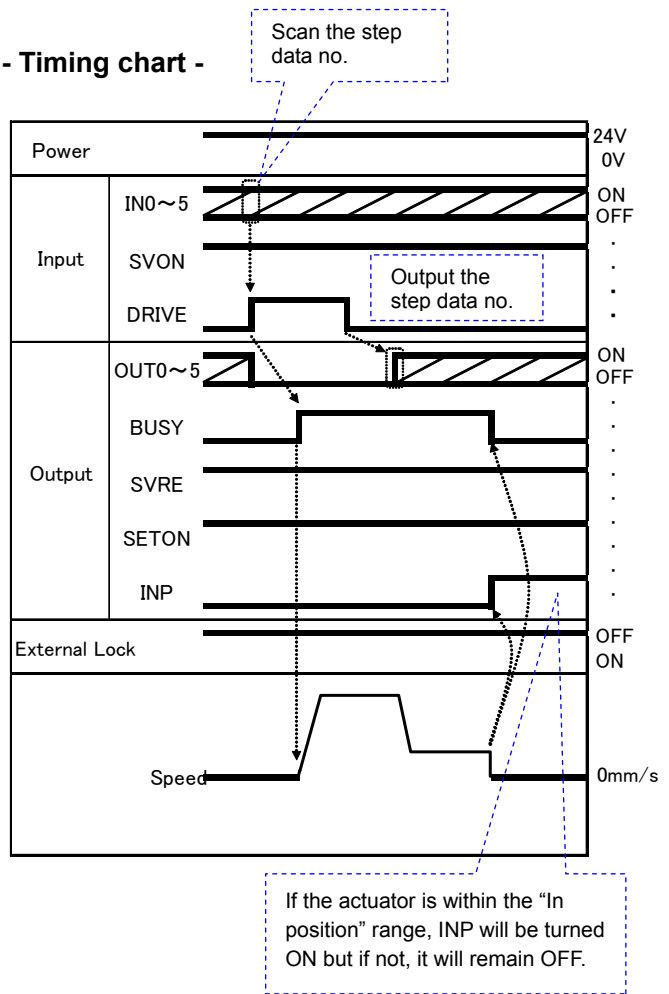 Scan the step
data no.
- Timing chart -
Power
24V
0V
Input
IN0～5
ON
OFF
SVON
DRIVE
Output the
step data no.
Output
OUT0～5
ON
OFF
BUSY
SVRE
SETON
INP
External Lock
OFF
ON
Speed
0mm/s
If the actuator is within the “In
position” range, INP will be turned
ON but if not, it will remain OFF.